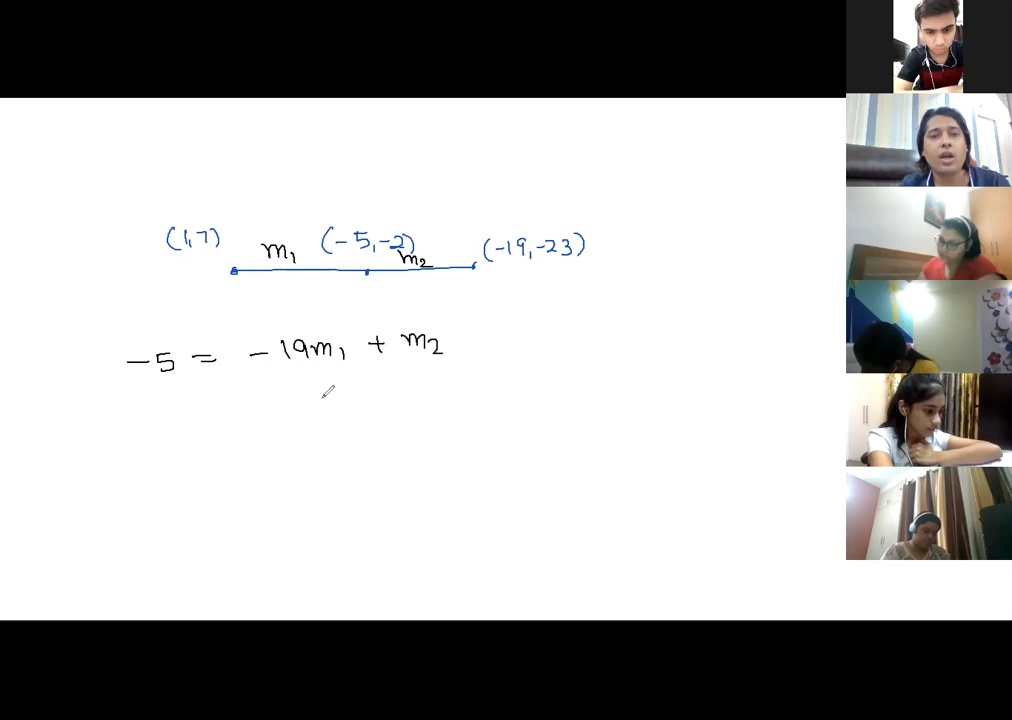 (1,7) m₁ (-5,-2) m₂ (-19,-23)
-5 = -19m₁ + m₂